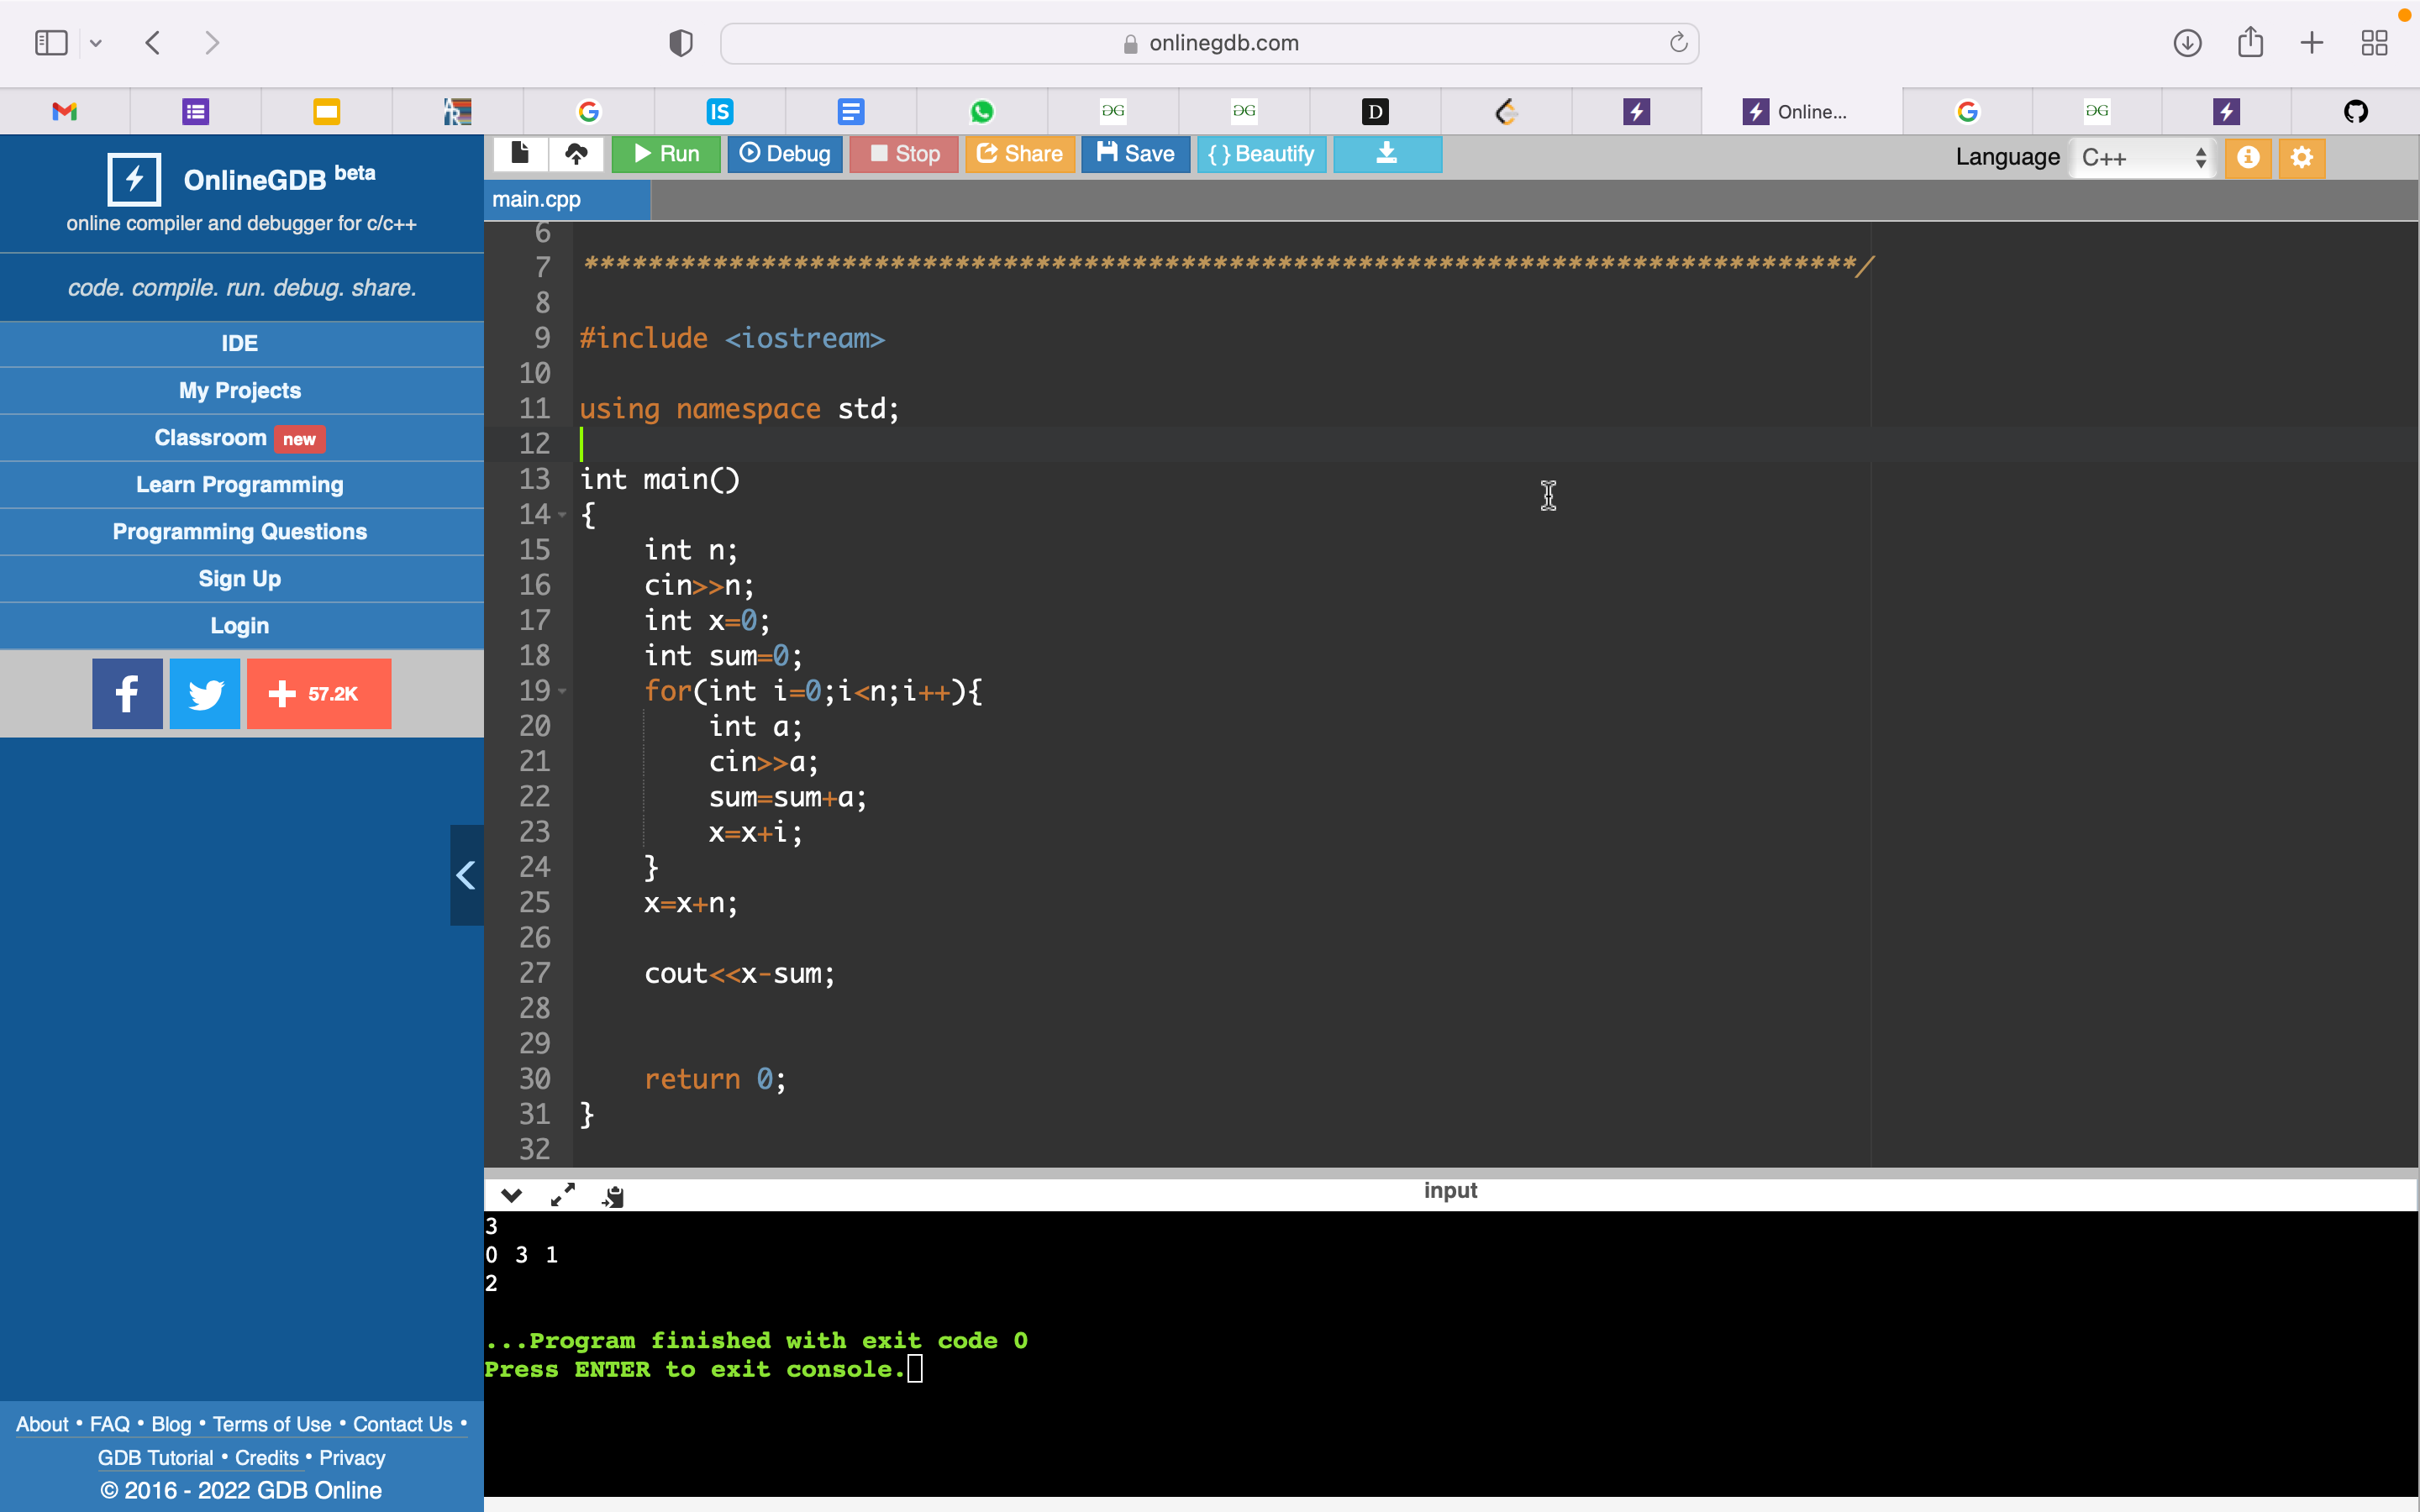 onlinegdb.com
IS
D
Online...
OnlineGDB beta
online compiler and debugger for c/c++
code. compile. run. debug. share.
IDE
My Projects
Classroom new
Learn Programming
Programming Questions
Sign Up
Login
57.2K
About • FAQ • Blog • Terms of Use • Contact Us •
GDB Tutorial • Credits • Privacy
© 2016 - 2022 GDB Online
Run Debug Stop Share Save { } Beautify
Language C++
main.cpp
6
7 ********************************************************************************/
8
9 #include <iostream>
10
11 using namespace std;
12
13 int main()
14 {
15 int n;
16 cin>>n;
17 int x=0;
18 int sum=0;
19 for(int i=0;i<n;i++){
20 int a;
21 cin>>a;
22 sum=sum+a;
23 x=x+i;
24 }
25 x=x+n;
26
27 cout<<x-sum;
28
29
30 return 0;
31 }
32
input
3
0 3 1
2
...Program finished with exit code 0
Press ENTER to exit console.